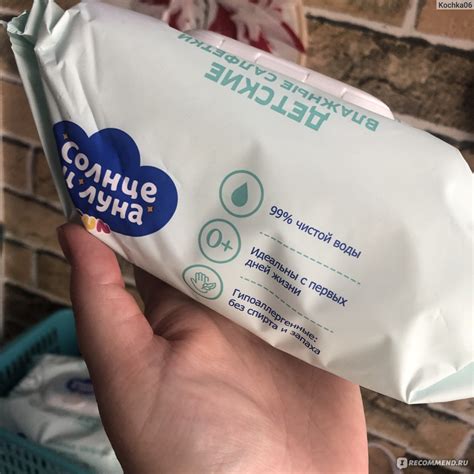 Kochka06
ДЕТСКИЕ
ВЛАЖНЫЕ САЛФЕТКИ
Солнце
и луна
99% чистой воды
0+
Идеальны с первых
дней жизни
Гипоаллергенные:
без спирта и запаха
IRECOMMEND.RU